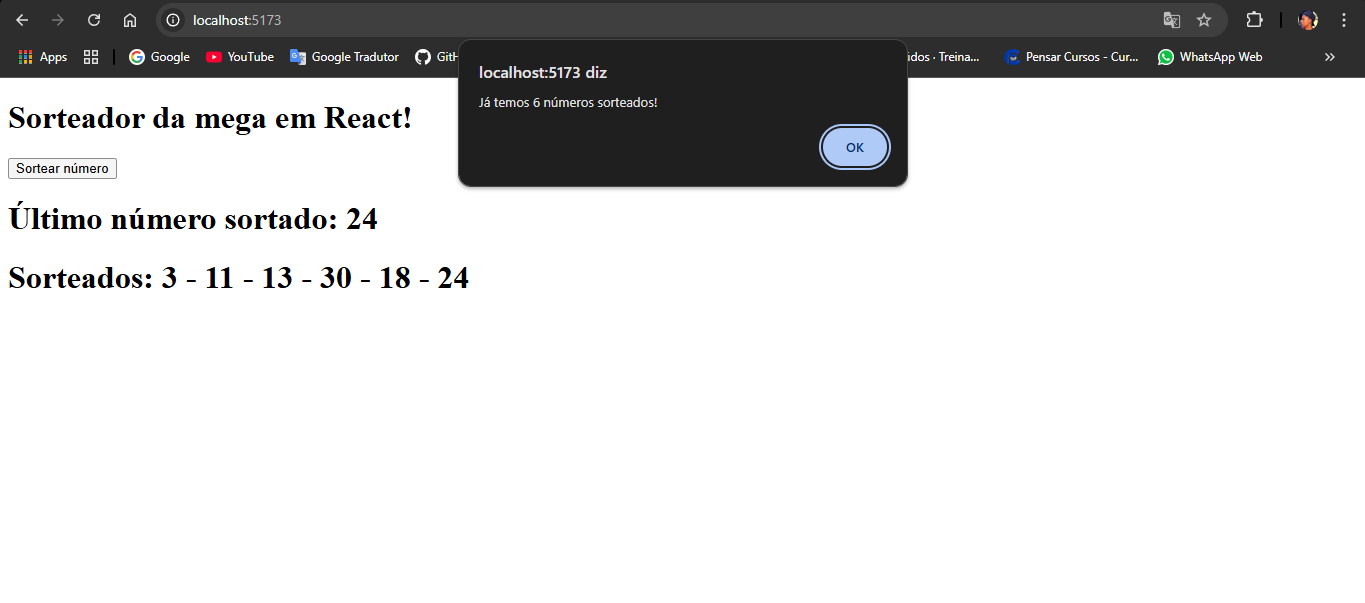 localhost:5173
Apps
Google
YouTube
Google Tradutor
Treina...
Pensar Cursos - Cur...
WhatsApp Web
localhost:5173 diz
Já temos 6 números sorteados!
OK
Sorteador da mega em React!
Sortear número
Último número sortado: 24
Sorteados: 3 - 11 - 13 - 30 - 18 - 24